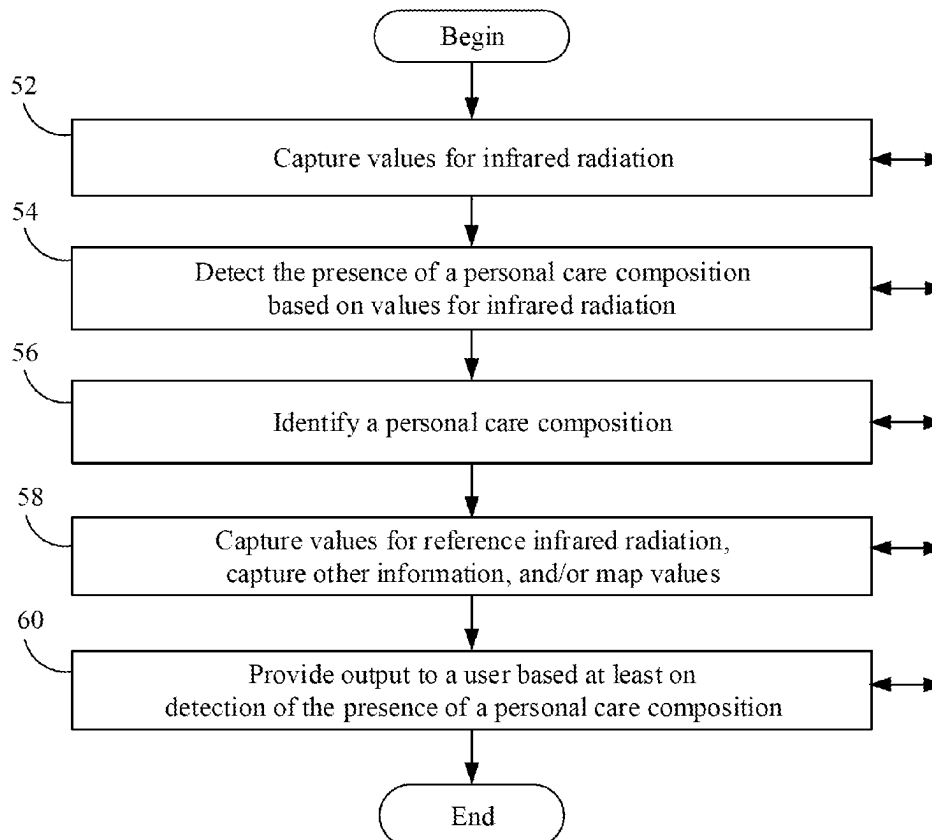 Begin
52
Capture values for infrared radiation
54
Detect the presence of a personal care composition
based on values for infrared radiation
56
Identify a personal care composition
58
Capture values for reference infrared radiation,
capture other information, and/or map values
60
Provide output to a user based at least on
detection of the presence of a personal care composition
End